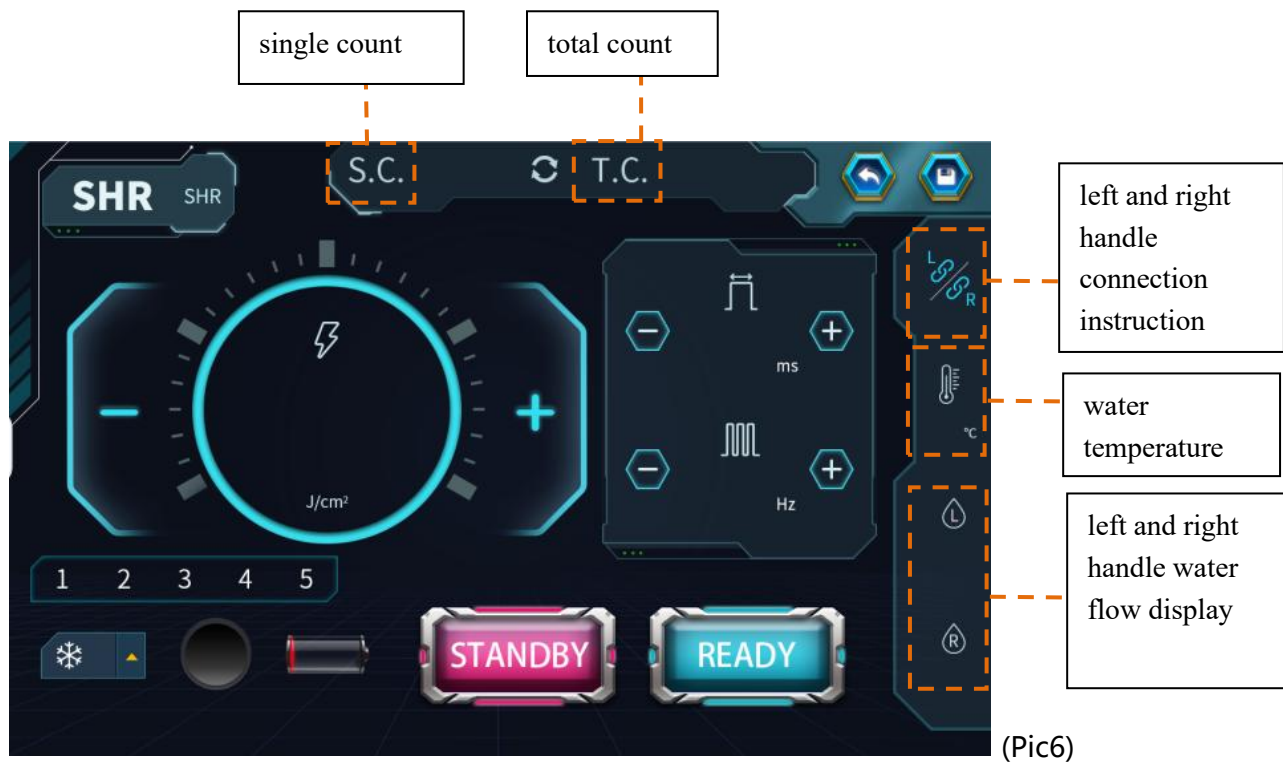 single count
total count
S.C.
T.C.
SHR
SHR
L
R
left and right
handle
connection
instruction
ms
°C
water
temperature
J/cm²
Hz
L
R
left and right
handle water
flow display
1 2 3 4 5
STANDBY
READY
(Pic6)